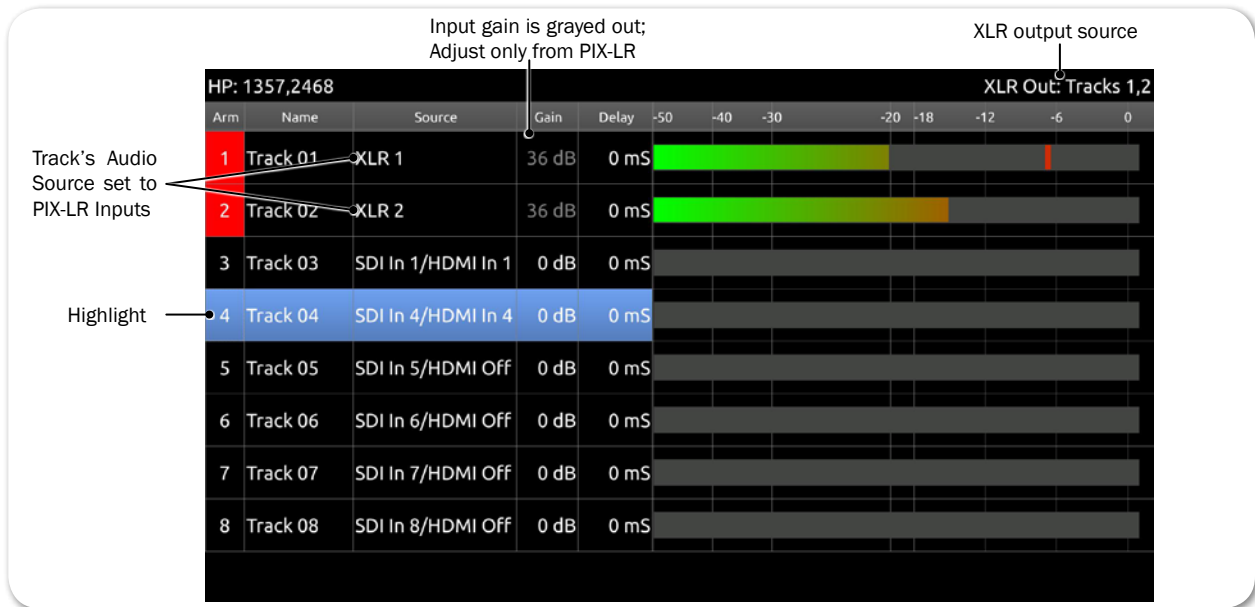 Input gain is grayed out;
Adjust only from PIX-LR
XLR output source
HP: 1357,2468
XLR Out: Tracks 1,2
Arm Name Source Gain Delay -50 -40 -30 -20 -18 -12 -6 0
Track's Audio
Source set to
PIX-LR Inputs
1 Track 01 XLR 1 36 dB 0 mS
2 Track 02 XLR 2 36 dB 0 mS
3 Track 03 SDI In 1/HDMI In 1 0 dB 0 mS
Highlight
4 Track 04 SDI In 4/HDMI In 4 0 dB 0 mS
5 Track 05 SDI In 5/HDMI Off 0 dB 0 mS
6 Track 06 SDI In 6/HDMI Off 0 dB 0 mS
7 Track 07 SDI In 7/HDMI Off 0 dB 0 mS
8 Track 08 SDI In 8/HDMI Off 0 dB 0 mS